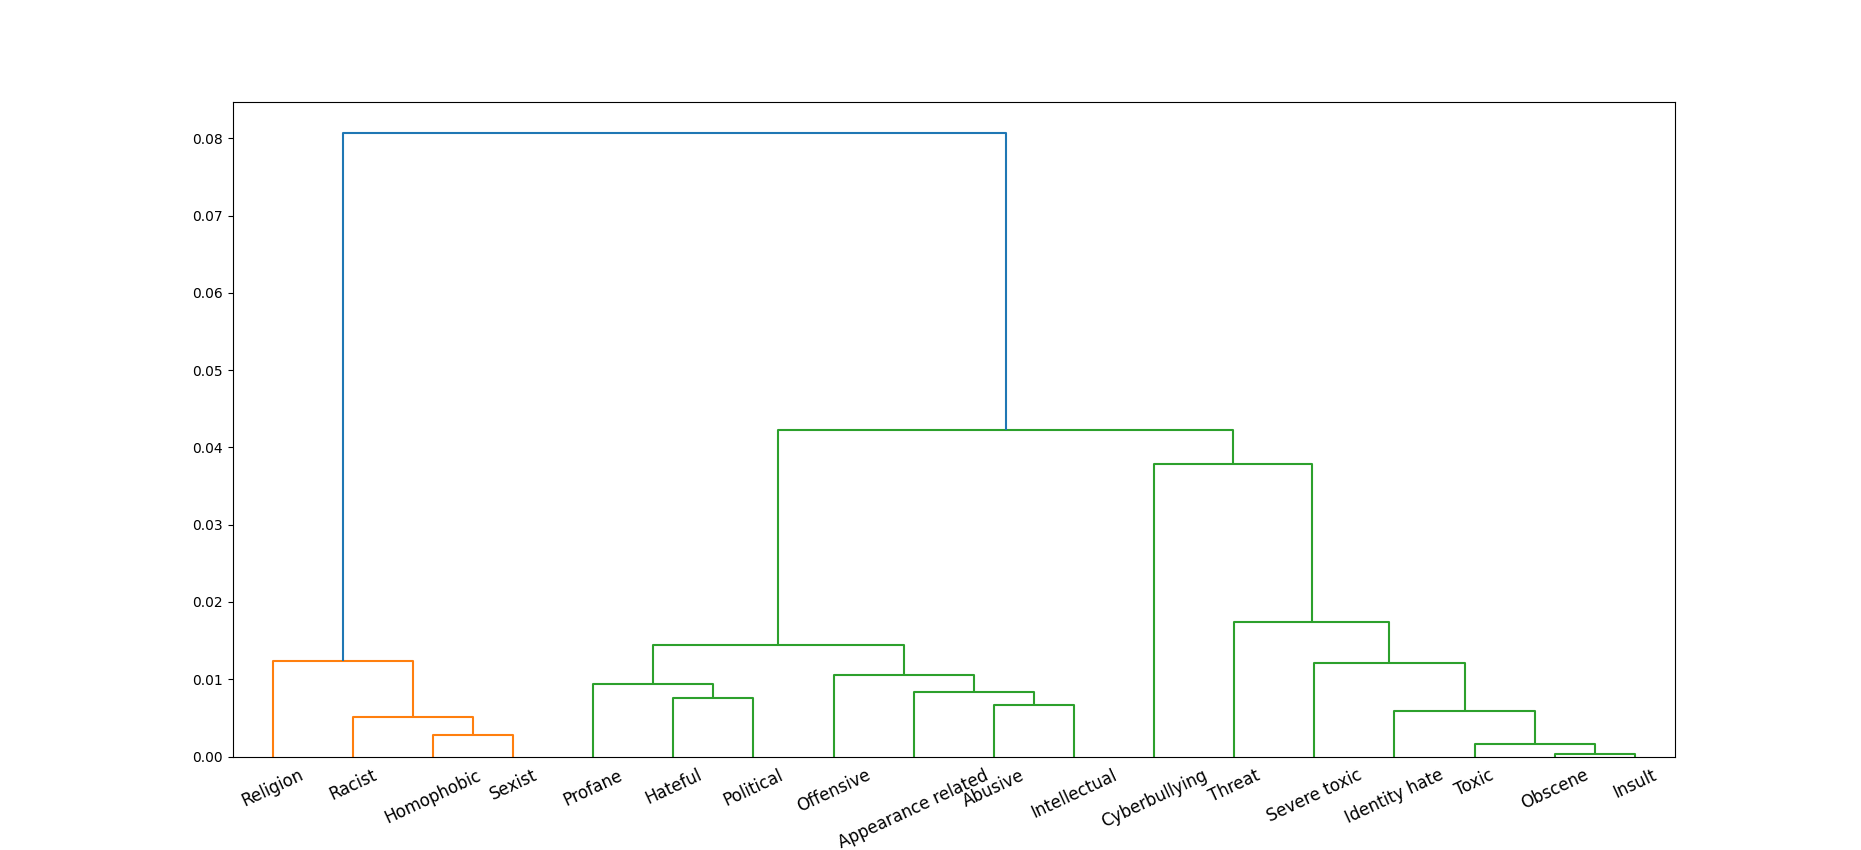 0.08
0.07
0.06
0.05
0.04
0.03
0.02
0.01
0.00
Religion
Racist
Homophobic
Sexist
Profane
Hateful
Political
Offensive
Appearance related
Abusive
Intellectual
Cyberbullying
Threat
Severe toxic
Identity hate
Toxic
Obscene
Insult